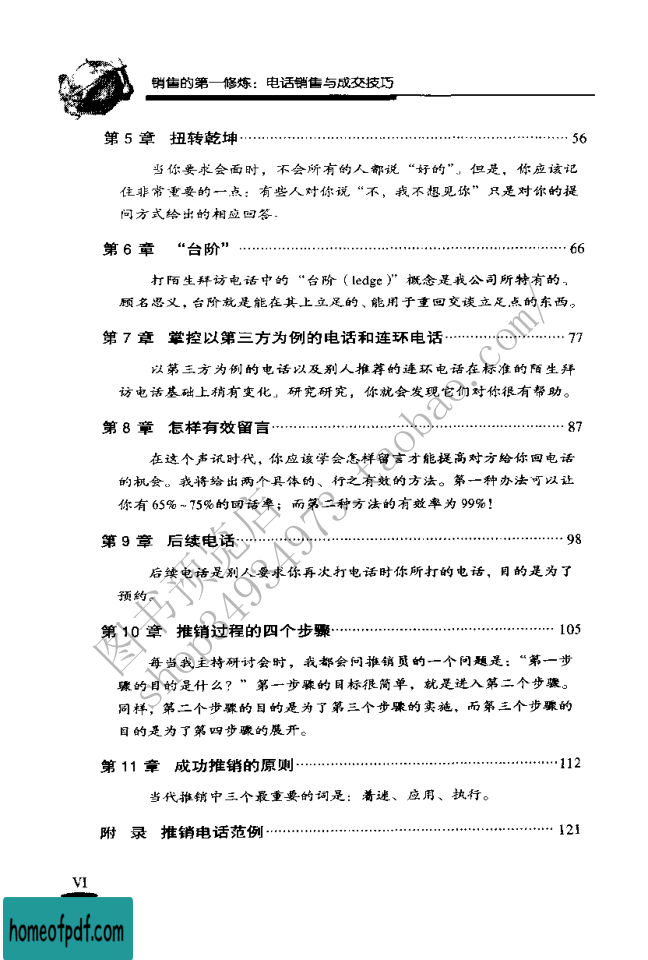 销售的第一修炼：电话销售与成交技巧
第5章 扭转乾坤……56
当你要求会面时，不会所有的人都说“好的”。但是，你应该记
住非常重要的一点：有些人对你说“不，我不想见你”只是对你的提
问方式给出的相应回答.
第6章 “台阶”……66
打陌生拜访电话中的“台阶（ledge）”概念是我公司所特有的。
顾名思义，台阶就是能在其上立足的、能用于重回交谈立足点的东西。
第7章 掌控以第三方为例的电话和连环电话……77
以第三方为例的电话以及别人推荐的连环电话在标准的陌生拜
访电话基础上稍有变化。研究研究，你就会发现它们对你很有帮助。
第8章 怎样有效留言……87
在这个声讯时代，你应该学会怎样留言才能提高对方给你回电话
的机会。我将给出两个具体的、行之有效的方法。第一种办法可以让
你有65%~75%的回话率；而第二种方法的有效率为99%！
第9章 后续电话……98
后续电话是别人要求你再次打电话时你所打的电话，目的是为了
预约。
第10章 推销过程的四个步骤……105
每当我主持研讨会时，我都会问推销员的一个问题是：“第一步
骤的目的是什么？”第一步骤的目标很简单，就是进入第二个步骤。
同样，第二个步骤的目的是为了第三个步骤的实施，而第三个步骤的
目的是为了第四步骤的展开。
第11章 成功推销的原则……112
当代推销中三个最重要的词是：着迷、应用、执行。
附 录 推销电话范例……121
VI
图书预览店
shop34934973.taobao.com/
homeofpdf.com